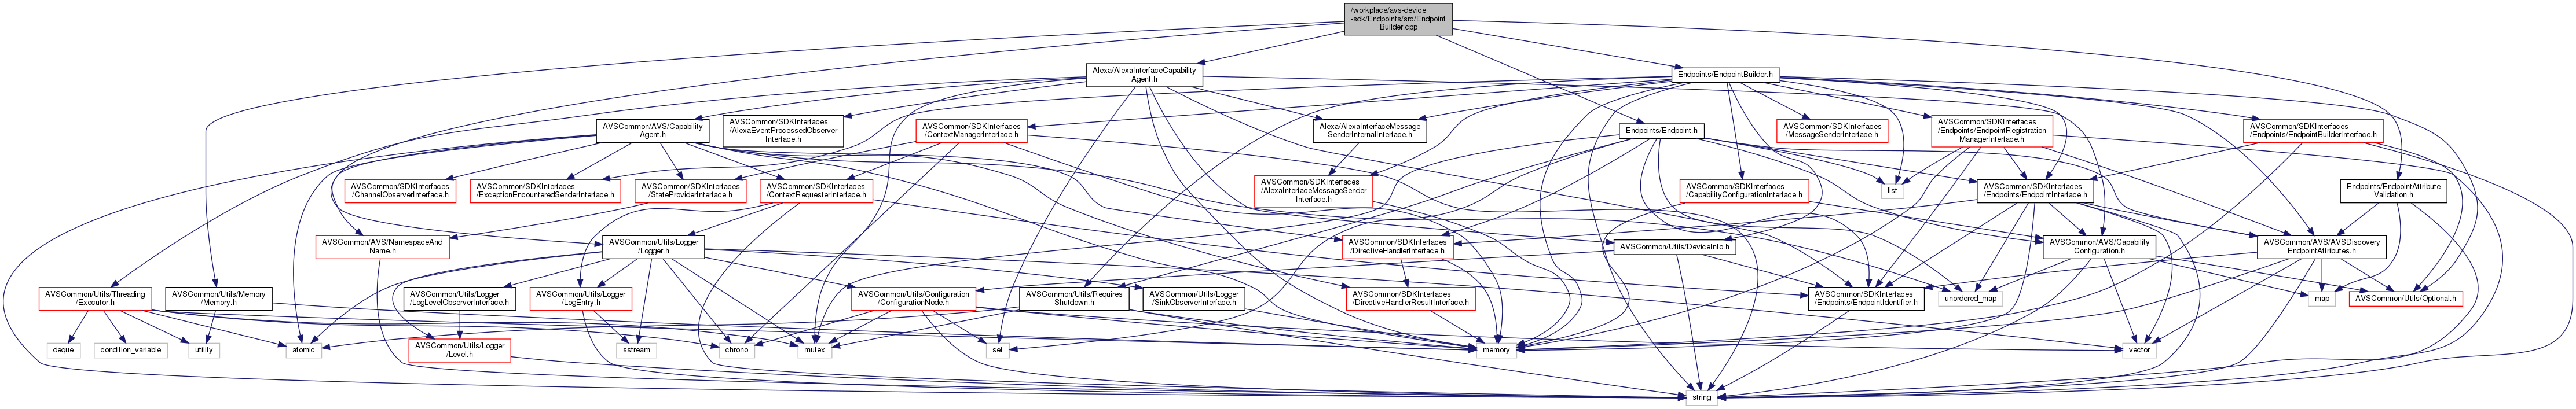 /workplace/avs-device
-sdk/Endpoints/src/Endpoint
Builder.cpp
Alexa/AlexaInterfaceCapability
Agent.h
Endpoints/EndpointBuilder.h
AVSCommon/AVS/Capability
Agent.h
AVSCommon/SDKInterfaces
/AlexaEventProcessedObserver
Interface.h
AVSCommon/SDKInterfaces
/ContextManagerInterface.h
Alexa/AlexaInterfaceMessage
SenderInternalInterface.h
Endpoints/Endpoint.h
AVSCommon/SDKInterfaces
/MessageSenderInterface.h
AVSCommon/SDKInterfaces
/Endpoints/EndpointRegistration
ManagerInterface.h
AVSCommon/SDKInterfaces
/Endpoints/EndpointBuilderInterface.h
AVSCommon/SDKInterfaces
/ChannelObserverInterface.h
AVSCommon/SDKInterfaces
/ExceptionEncounteredSenderInterface.h
AVSCommon/SDKInterfaces
/StateProviderInterface.h
AVSCommon/SDKInterfaces
/ContextRequesterInterface.h
AVSCommon/SDKInterfaces
/AlexaInterfaceMessageSender
Interface.h
AVSCommon/SDKInterfaces
/CapabilityConfigurationInterface.h
list
AVSCommon/SDKInterfaces
/Endpoints/EndpointInterface.h
Endpoints/EndpointAttribute
Validation.h
AVSCommon/AVS/NamespaceAnd
Name.h
AVSCommon/Utils/Logger
/Logger.h
AVSCommon/SDKInterfaces
/DirectiveHandlerInterface.h
AVSCommon/Utils/DeviceInfo.h
AVSCommon/AVS/Capability
Configuration.h
AVSCommon/AVS/AVSDiscovery
EndpointAttributes.h
AVSCommon/Utils/Threading
/Executor.h
AVSCommon/Utils/Memory
/Memory.h
AVSCommon/Utils/Logger
/LogLevelObserverInterface.h
AVSCommon/Utils/Logger
/LogEntry.h
AVSCommon/Utils/Configuration
/ConfigurationNode.h
AVSCommon/Utils/Requires
Shutdown.h
AVSCommon/Utils/Logger
/SinkObserverInterface.h
AVSCommon/SDKInterfaces
/DirectiveHandlerResultInterface.h
AVSCommon/SDKInterfaces
/Endpoints/EndpointIdentifier.h
unordered_map
map
AVSCommon/Utils/Optional.h
deque
condition_variable
utility
atomic
AVSCommon/Utils/Logger
/Level.h
sstream
chrono
mutex
set
memory
vector
string